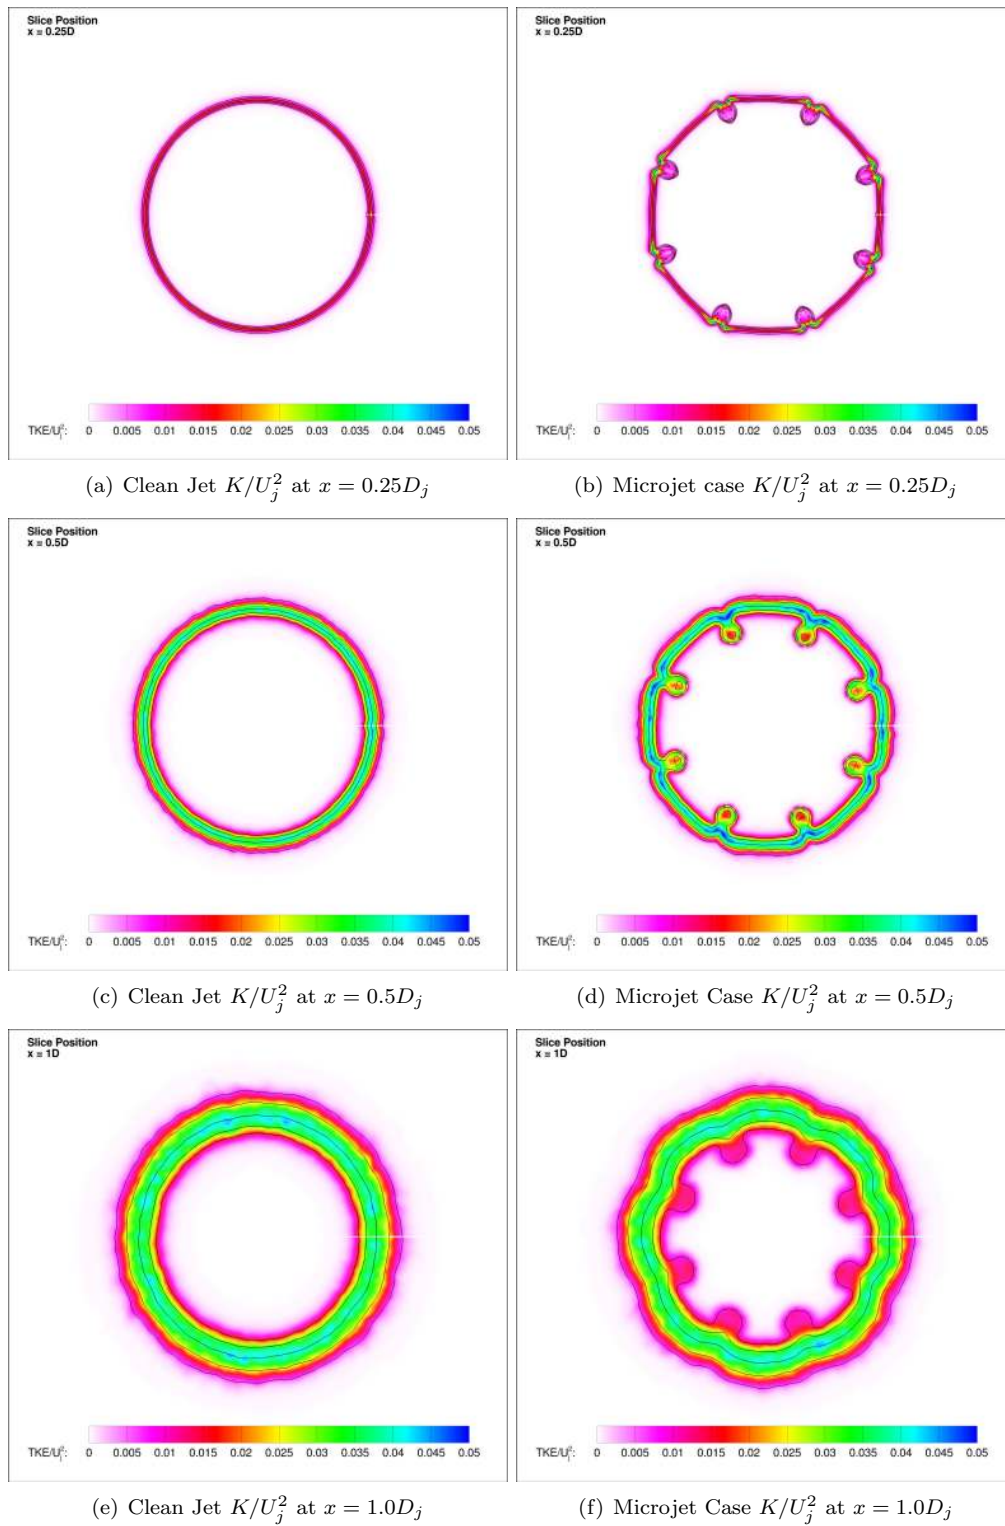 Slice Position
x = 0.25D
TKE/U_j^2: 0 0.005 0.01 0.015 0.02 0.025 0.03 0.035 0.04 0.045 0.05
(a) Clean Jet K/U_j^2 at x = 0.25D_j
Slice Position
x = 0.25D
TKE/U_j^2: 0 0.005 0.01 0.015 0.02 0.025 0.03 0.035 0.04 0.045 0.05
(b) Microjet case K/U_j^2 at x = 0.25D_j
Slice Position
x = 0.5D
TKE/U_j^2: 0 0.005 0.01 0.015 0.02 0.025 0.03 0.035 0.04 0.045 0.05
(c) Clean Jet K/U_j^2 at x = 0.5D_j
Slice Position
x = 0.5D
TKE/U_j^2: 0 0.005 0.01 0.015 0.02 0.025 0.03 0.035 0.04 0.045 0.05
(d) Microjet Case K/U_j^2 at x = 0.5D_j
Slice Position
x = 1D
TKE/U_j^2: 0 0.005 0.01 0.015 0.02 0.025 0.03 0.035 0.04 0.045 0.05
(e) Clean Jet K/U_j^2 at x = 1.0D_j
Slice Position
x = 1D
TKE/U_j^2: 0 0.005 0.01 0.015 0.02 0.025 0.03 0.035 0.04 0.045 0.05
(f) Microjet Case K/U_j^2 at x = 1.0D_j